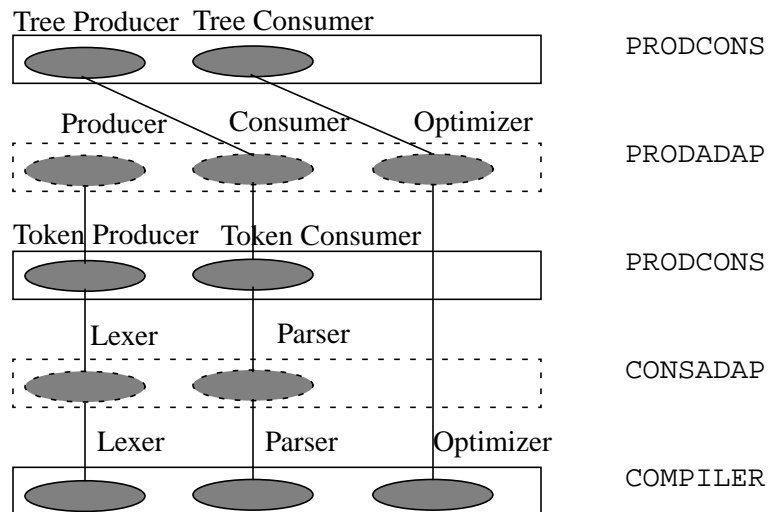 Tree Producer Tree Consumer
PRODCONS
Producer Consumer Optimizer
PRODADAP
Token Producer Token Consumer
PRODCONS
Lexer Parser
CONSADAP
Lexer Parser Optimizer
COMPILER